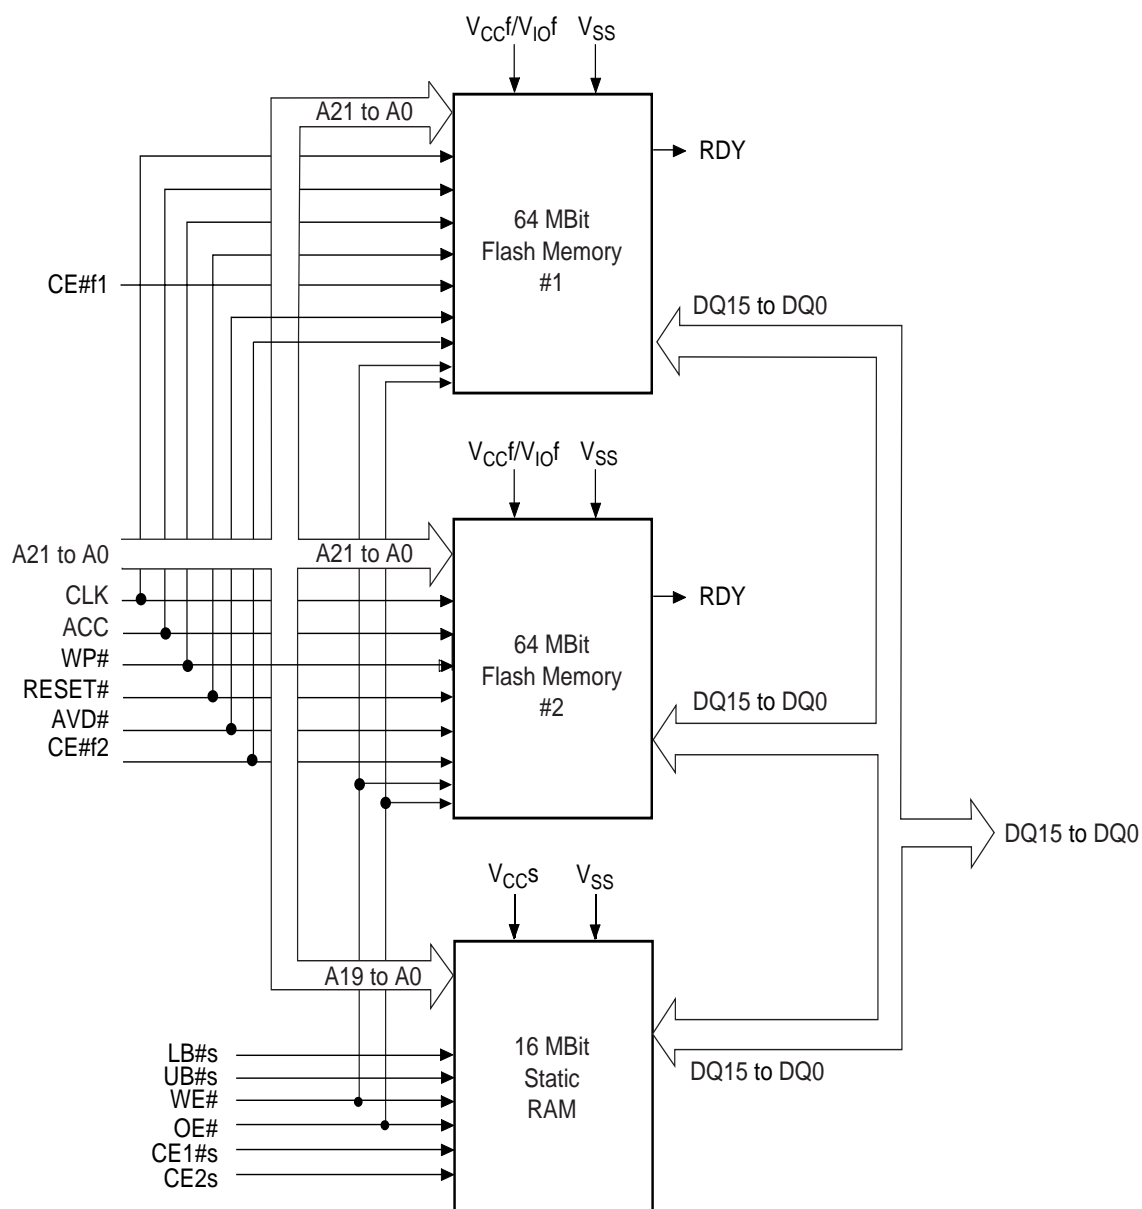 VCCf/VIOf VSS
A21 to A0
RDY
64 MBit
Flash Memory
#1
CE#f1
DQ15 to DQ0
VCCf/VIOf VSS
A21 to A0
A21 to A0
CLK
ACC
WP#
RESET#
AVD#
CE#f2
RDY
64 MBit
Flash Memory
#2
DQ15 to DQ0
DQ15 to DQ0
VCCs VSS
A19 to A0
16 MBit
Static
RAM
DQ15 to DQ0
LB#s
UB#s
WE#
OE#
CE1#s
CE2s